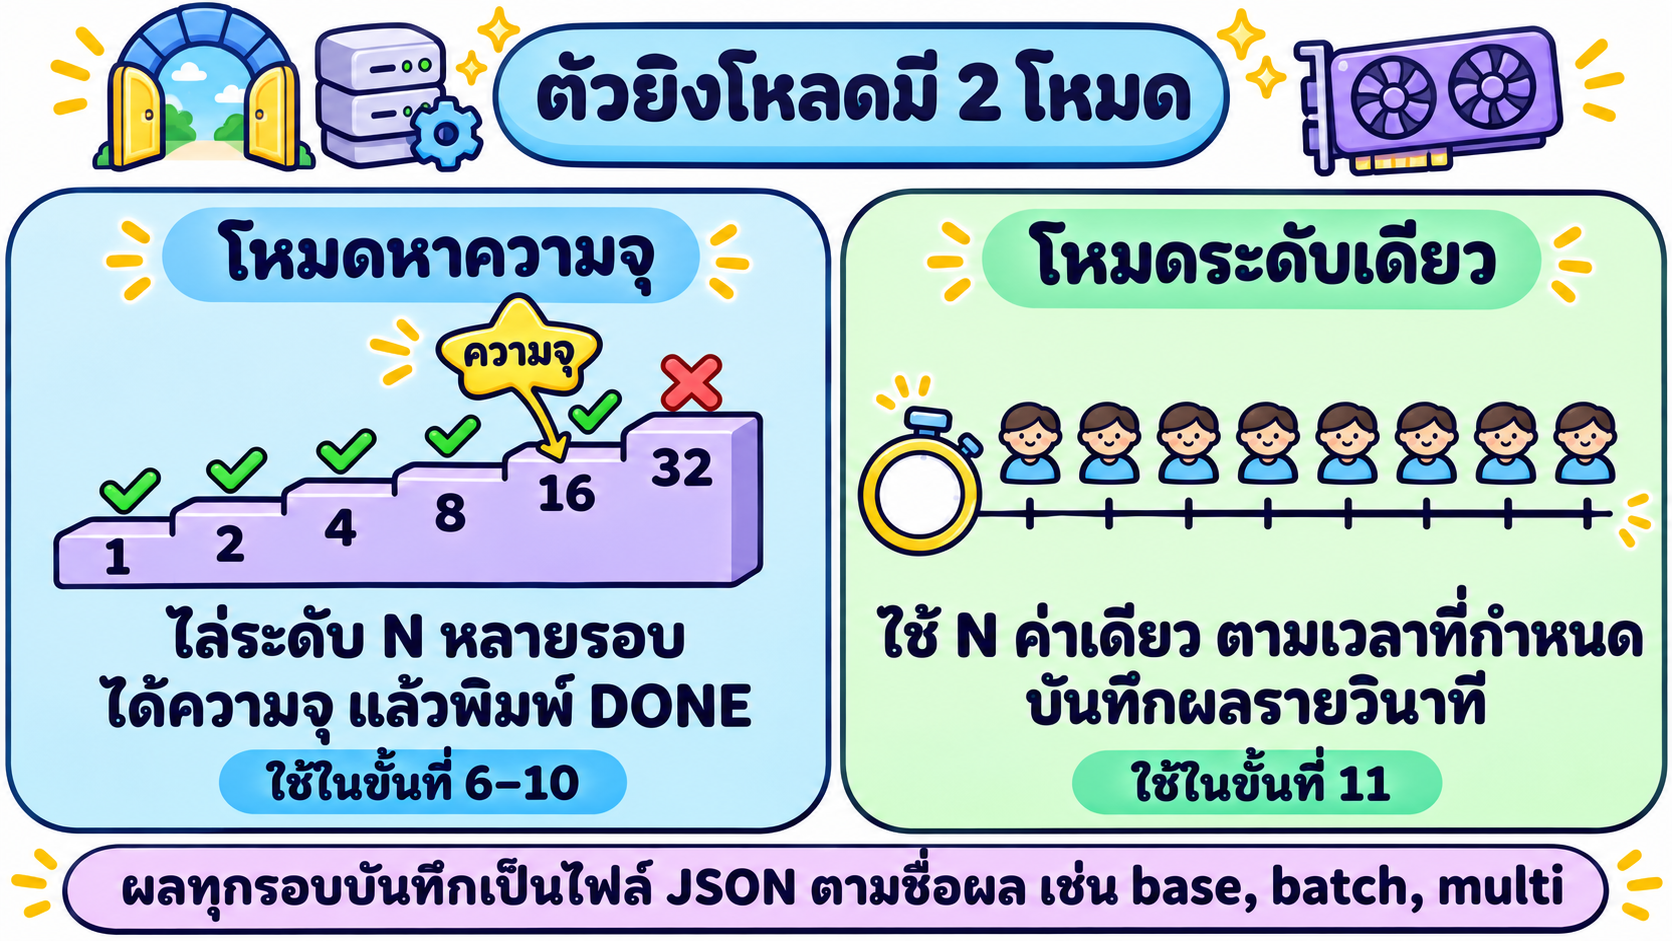 ตัวยิงโหลดมี 2 โหมด
โหมดหาความจุ
ความจุ
1
2
4
8
16
32
ไล่ระดับ N หลายรอบ
ได้ความจุ แล้วพิมพ์ DONE
ใช้ในขั้นที่ 6–10
โหมดระดับเดียว
ใช้ N ค่าเดียว ตามเวลาที่กำหนด
บันทึกผลรายวินาที
ใช้ในขั้นที่ 11
ผลทุกรอบบันทึกเป็นไฟล์ JSON ตามชื่อผล เช่น base, batch, multi